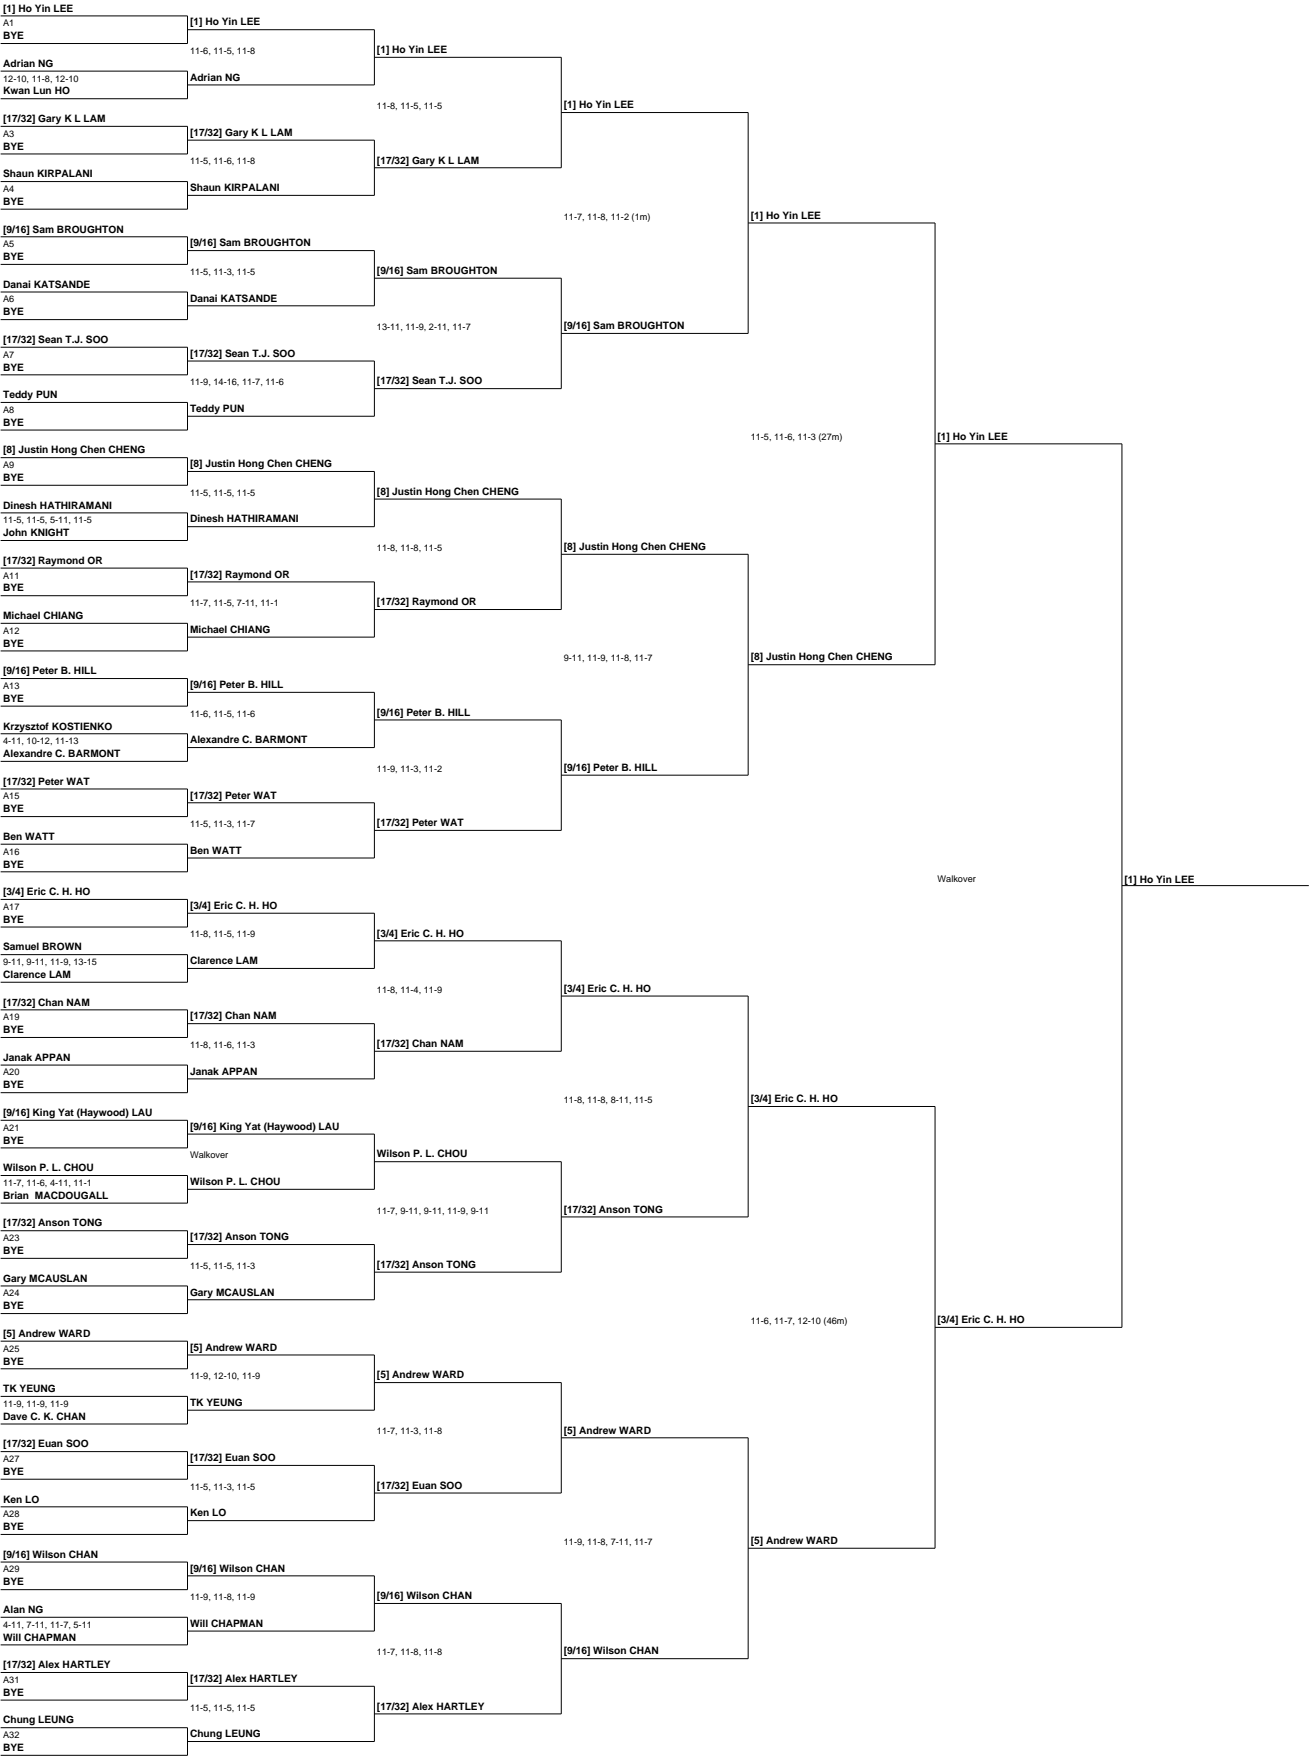 [1] Ho Yin LEE
A1
BYE
[1] Ho Yin LEE
11-6, 11-5, 11-8
[1] Ho Yin LEE
Adrian NG
12-10, 11-8, 12-10
Kwan Lun HO
Adrian NG
11-8, 11-5, 11-5
[1] Ho Yin LEE
[17/32] Gary K L LAM
A3
BYE
[17/32] Gary K L LAM
11-5, 11-6, 11-8
[17/32] Gary K L LAM
Shaun KIRPALANI
A4
BYE
Shaun KIRPALANI
11-7, 11-8, 11-2 (1m)
[1] Ho Yin LEE
[9/16] Sam BROUGHTON
A5
BYE
[9/16] Sam BROUGHTON
11-5, 11-3, 11-5
[9/16] Sam BROUGHTON
Danai KATSANDE
A6
BYE
Danai KATSANDE
13-11, 11-9, 2-11, 11-7
[9/16] Sam BROUGHTON
[17/32] Sean T.J. SOO
A7
BYE
[17/32] Sean T.J. SOO
11-9, 14-16, 11-7, 11-6
[17/32] Sean T.J. SOO
Teddy PUN
A8
BYE
Teddy PUN
11-5, 11-6, 11-3 (27m)
[1] Ho Yin LEE
[8] Justin Hong Chen CHENG
A9
BYE
[8] Justin Hong Chen CHENG
11-5, 11-5, 11-5
[8] Justin Hong Chen CHENG
Dinesh HATHIRAMANI
11-5, 11-5, 5-11, 11-5
John KNIGHT
Dinesh HATHIRAMANI
11-8, 11-8, 11-5
[8] Justin Hong Chen CHENG
[17/32] Raymond OR
A11
BYE
[17/32] Raymond OR
11-7, 11-5, 7-11, 11-1
[17/32] Raymond OR
Michael CHIANG
A12
BYE
Michael CHIANG
9-11, 11-9, 11-8, 11-7
[8] Justin Hong Chen CHENG
[9/16] Peter B. HILL
A13
BYE
[9/16] Peter B. HILL
11-6, 11-5, 11-6
[9/16] Peter B. HILL
Krzysztof KOSTIENKO
4-11, 10-12, 11-13
Alexandre C. BARMONT
Alexandre C. BARMONT
11-9, 11-3, 11-2
[9/16] Peter B. HILL
[17/32] Peter WAT
A15
BYE
[17/32] Peter WAT
11-5, 11-3, 11-7
[17/32] Peter WAT
Ben WATT
A16
BYE
Ben WATT
Walkover
[1] Ho Yin LEE
[3/4] Eric C. H. HO
A17
BYE
[3/4] Eric C. H. HO
11-8, 11-5, 11-9
[3/4] Eric C. H. HO
Samuel BROWN
9-11, 9-11, 11-9, 13-15
Clarence LAM
Clarence LAM
11-8, 11-4, 11-9
[3/4] Eric C. H. HO
[17/32] Chan NAM
A19
BYE
[17/32] Chan NAM
11-8, 11-6, 11-3
[17/32] Chan NAM
Janak APPAN
A20
BYE
Janak APPAN
11-8, 11-8, 8-11, 11-5
[3/4] Eric C. H. HO
[9/16] King Yat (Haywood) LAU
A21
BYE
[9/16] King Yat (Haywood) LAU
Walkover
Wilson P. L. CHOU
Wilson P. L. CHOU
11-7, 11-6, 4-11, 11-1
Brian  MACDOUGALL
Wilson P. L. CHOU
11-7, 9-11, 9-11, 11-9, 9-11
[17/32] Anson TONG
[17/32] Anson TONG
A23
BYE
[17/32] Anson TONG
11-5, 11-5, 11-3
[17/32] Anson TONG
Gary MCAUSLAN
A24
BYE
Gary MCAUSLAN
11-6, 11-7, 12-10 (46m)
[3/4] Eric C. H. HO
[5] Andrew WARD
A25
BYE
[5] Andrew WARD
11-9, 12-10, 11-9
[5] Andrew WARD
TK YEUNG
11-9, 11-9, 11-9
Dave C. K. CHAN
TK YEUNG
11-7, 11-3, 11-8
[5] Andrew WARD
[17/32] Euan SOO
A27
BYE
[17/32] Euan SOO
11-5, 11-3, 11-5
[17/32] Euan SOO
Ken LO
A28
BYE
Ken LO
11-9, 11-8, 7-11, 11-7
[5] Andrew WARD
[9/16] Wilson CHAN
A29
BYE
[9/16] Wilson CHAN
11-9, 11-8, 11-9
[9/16] Wilson CHAN
Alan NG
4-11, 7-11, 11-7, 5-11
Will CHAPMAN
Will CHAPMAN
11-7, 11-8, 11-8
[9/16] Wilson CHAN
[17/32] Alex HARTLEY
A31
BYE
[17/32] Alex HARTLEY
11-5, 11-5, 11-5
[17/32] Alex HARTLEY
Chung LEUNG
A32
BYE
Chung LEUNG